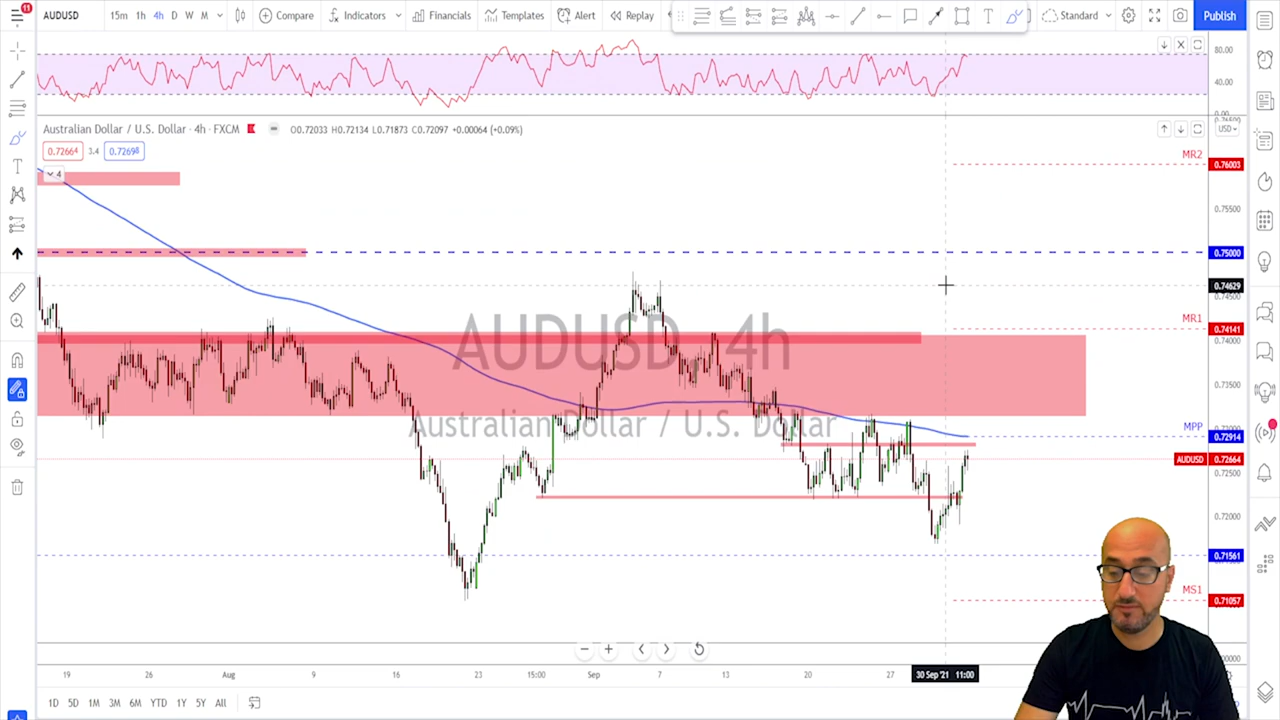 11
AUDUSD 15m 1h 4h D W M Compare Indicators Financials Templates Alert Replay Standard Publish
80.00
40.00
Australian Dollar / U.S. Dollar · 4h · FXCM O0.72033 H0.72134 L0.71873 C0.72097 +0.00064 (+0.09%)
USD
0.72664 3.4 0.72698
MR2
0.76003
4
0.75500
0.75000
0.74629
0.74500
MR1
0.74141
0.74000
AUDUSD, 4h
0.73500
Australian Dollar / U.S. Dollar
MPP
0.72914
AUDUSD 0.72664
0.72500
0.72000
0.71561
MS1
0.71057
19 26 Aug 9 16 23 15:00 Sep 7 13 20 27 30 Sep '21 11:00
1D 5D 1M 3M 6M YTD 1Y 5Y All